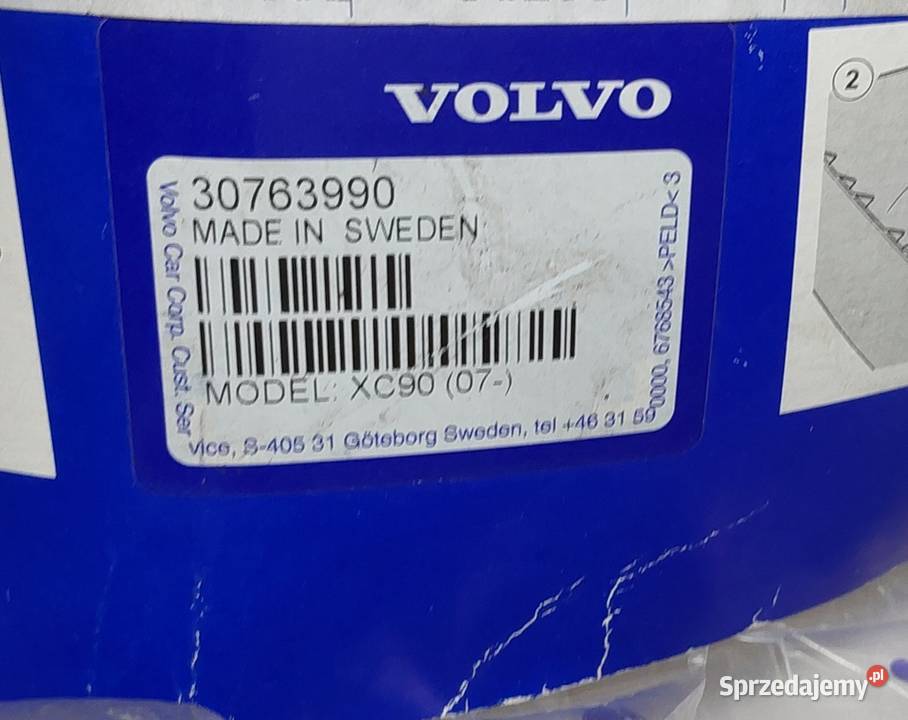 VOLVO
2
30763990
MADE IN SWEDEN
MODEL: XC90 (07-)
Volvo Car Corp. Cust. Ser
vice, S-405 31 Göteborg Sweden, tel +46 31 59
0000, 6768543 >PELD< 3
Sprzedajemy.pl